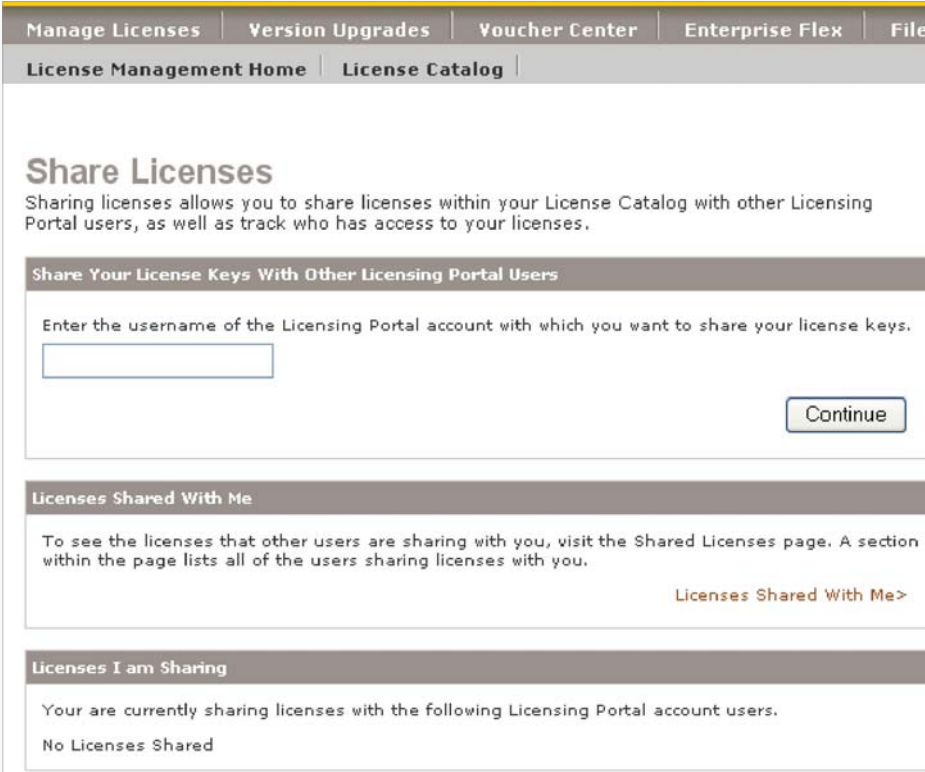 Manage Licenses Version Upgrades Voucher Center Enterprise Flex File
License Management Home License Catalog
Share Licenses
Sharing licenses allows you to share licenses within your License Catalog with other Licensing
Portal users, as well as track who has access to your licenses.
Share Your License Keys With Other Licensing Portal Users
Enter the username of the Licensing Portal account with which you want to share your license keys.
Continue
Licenses Shared With Me
To see the licenses that other users are sharing with you, visit the Shared Licenses page. A section
within the page lists all of the users sharing licenses with you.
Licenses Shared With Me>
Licenses I am Sharing
Your are currently sharing licenses with the following Licensing Portal account users.
No Licenses Shared